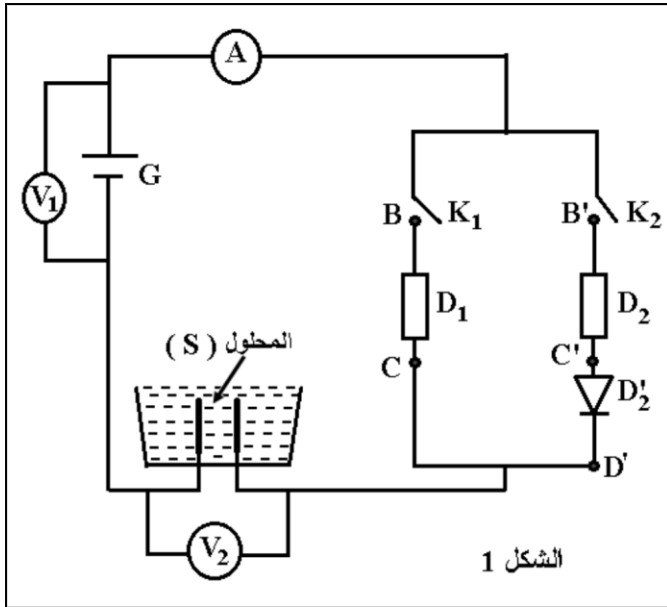 A
V₁
G
B K₁
B' K₂
D₁
D₂
المحلول ( S )
C
C'
D'₂
D'
V₂
الشكل 1